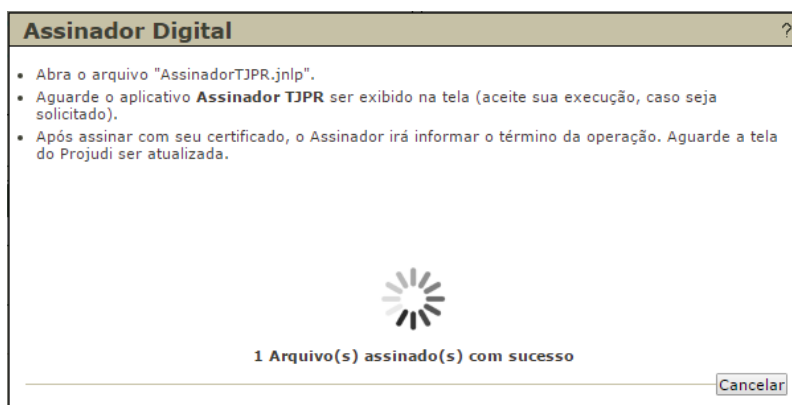 Assinador Digital ?
• Abra o arquivo "AssinadorTJPR.jnlp".
• Aguarde o aplicativo Assinador TJPR ser exibido na tela (aceite sua execução, caso seja
solicitado).
• Após assinar com seu certificado, o Assinador irá informar o término da operação. Aguarde a tela
do Projudi ser atualizada.
1 Arquivo(s) assinado(s) com sucesso
Cancelar